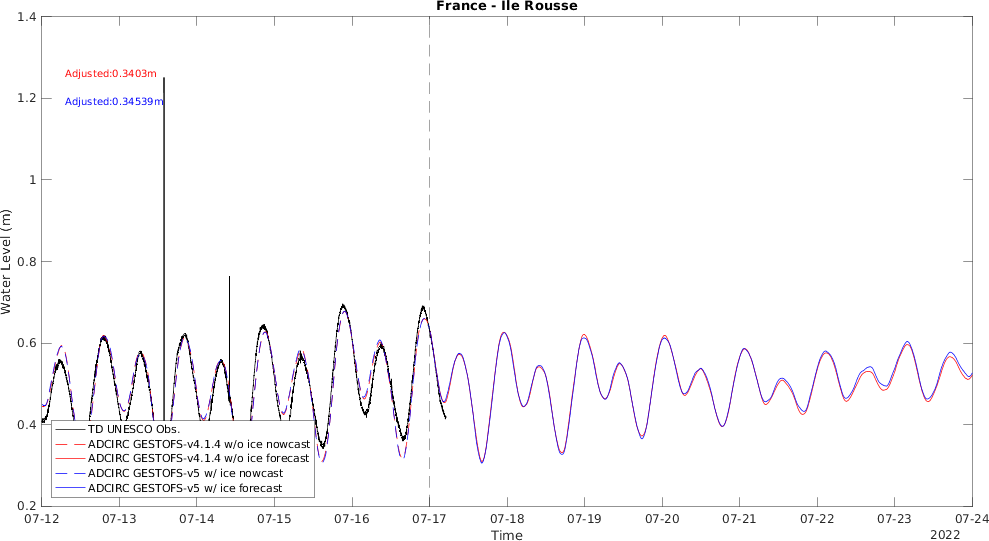 France - Ile Rousse
1.4
Adjusted:0.3403m
Adjusted:0.34539m
1.2
1
0.8
0.6
0.4
0.2
Water Level (m)
TD UNESCO Obs.
ADCIRC GESTOFS-v4.1.4 w/o ice nowcast
ADCIRC GESTOFS-v4.1.4 w/o ice forecast
ADCIRC GESTOFS-v5 w/ ice nowcast
ADCIRC GESTOFS-v5 w/ ice forecast
07-12 07-13 07-14 07-15 07-16 07-17 07-18 07-19 07-20 07-21 07-22 07-23 07-24
Time
2022